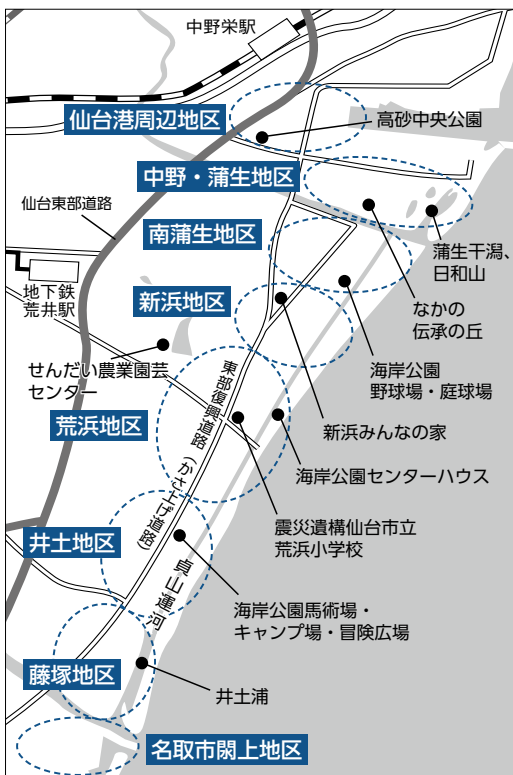 中野栄駅
仙台港周辺地区
高砂中央公園
中野・蒲生地区
仙台東部道路
南蒲生地区
蒲生干潟、
日和山
地下鉄
荒井駅
新浜地区
なかの
伝承の丘
せんだい農業園芸
センター
海岸公園
野球場・庭球場
東部復興道路（かさ上げ道路）
荒浜地区
新浜みんなの家
海岸公園センターハウス
震災遺構仙台市立
荒浜小学校
井土地区
貞山運河
海岸公園馬術場・
キャンプ場・冒険広場
藤塚地区
井土浦
名取市閖上地区